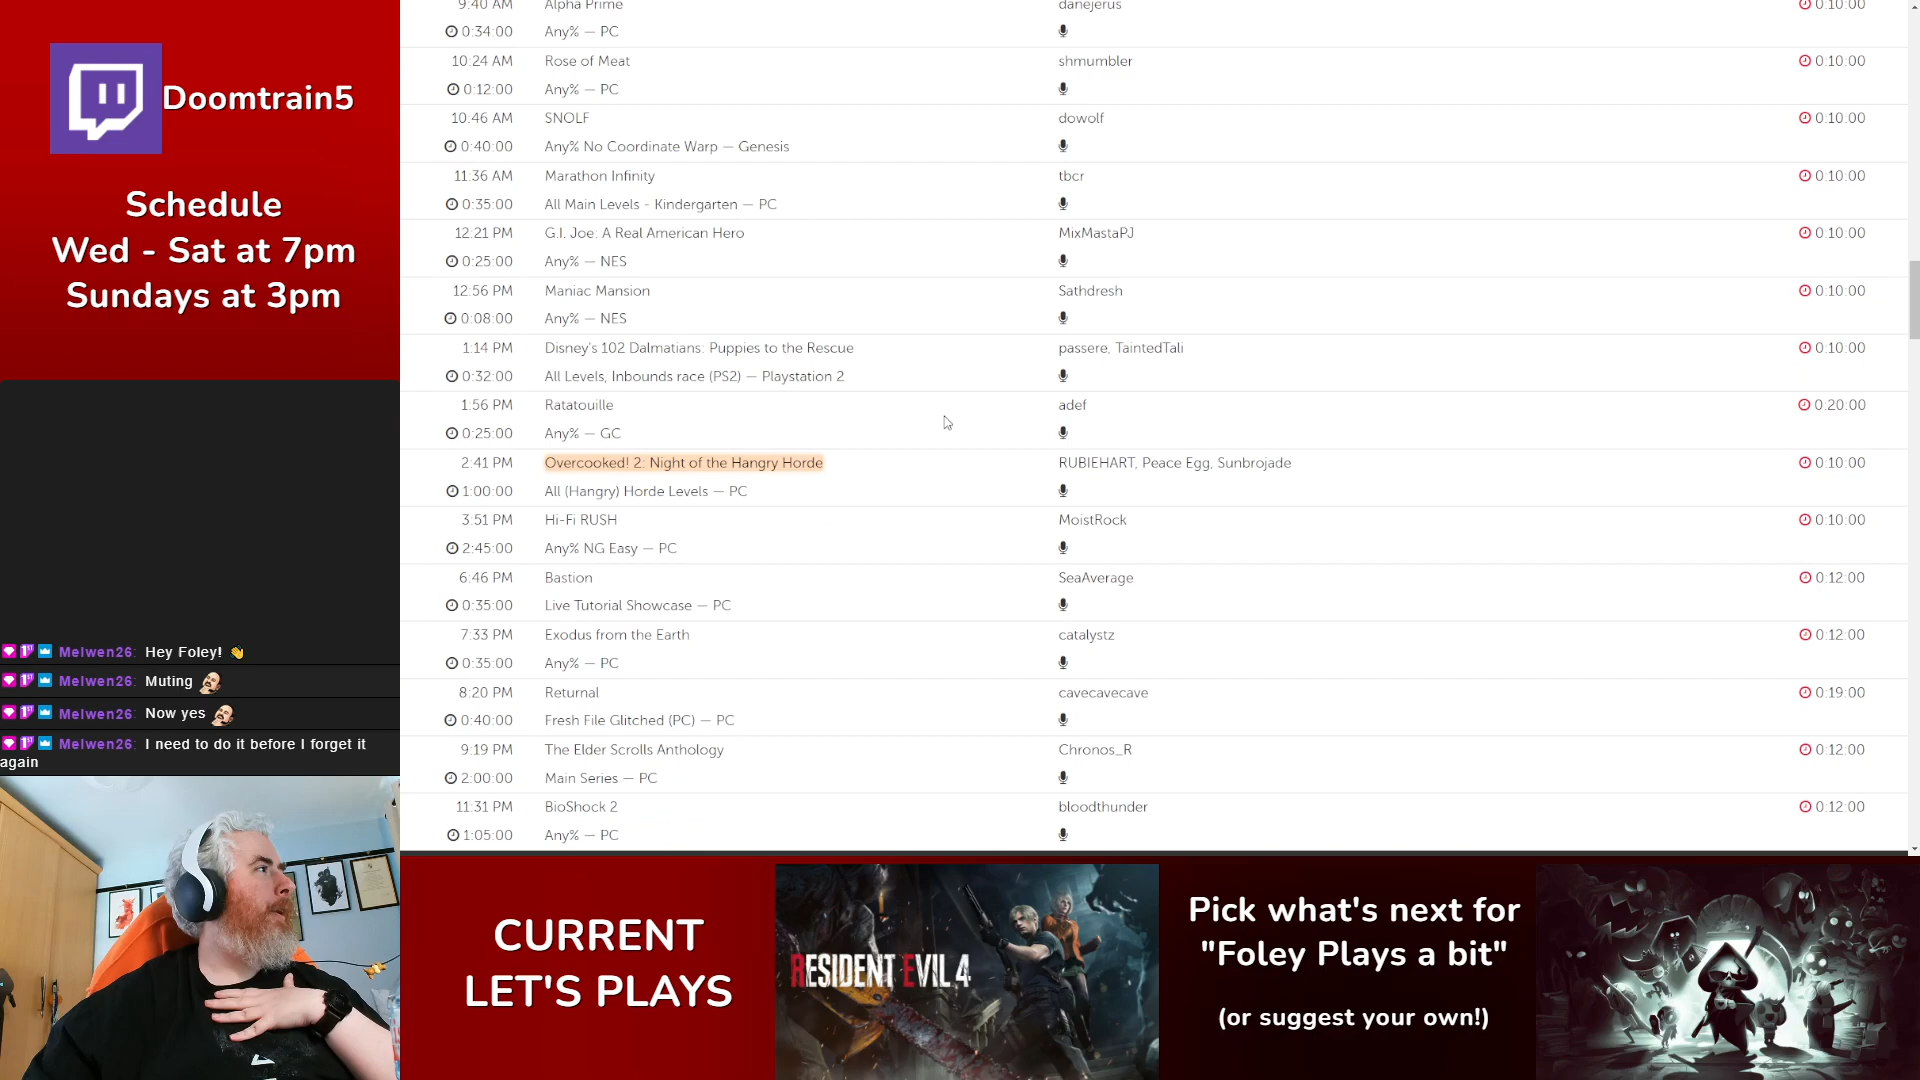 Doomtrain5
Schedule
Wed - Sat at 7pm
Sundays at 3pm
Melwen26: Hey Foley!
Melwen26: Muting
Melwen26: Now yes
Melwen26: I need to do it before I forget it
again
9:40 AM Alpha Prime danejerus 0:10:00
0:34:00 Any% — PC
10:24 AM Rose of Meat shmumbler 0:10:00
0:12:00 Any% — PC
10:46 AM SNOLF dowolf 0:10:00
0:40:00 Any% No Coordinate Warp — Genesis
11:36 AM Marathon Infinity tbcr 0:10:00
0:35:00 All Main Levels - Kindergarten — PC
12:21 PM G.I. Joe: A Real American Hero MixMastaPJ 0:10:00
0:25:00 Any% — NES
12:56 PM Maniac Mansion Sathdresh 0:10:00
0:08:00 Any% — NES
1:14 PM Disney's 102 Dalmatians: Puppies to the Rescue passere, TaintedTali 0:10:00
0:32:00 All Levels, Inbounds race (PS2) — Playstation 2
1:56 PM Ratatouille adef 0:20:00
0:25:00 Any% — GC
2:41 PM Overcooked! 2: Night of the Hangry Horde RUBIEHART, Peace Egg, Sunbrojade 0:10:00
1:00:00 All (Hangry) Horde Levels — PC
3:51 PM Hi-Fi RUSH MoistRock 0:10:00
2:45:00 Any% NG Easy — PC
6:46 PM Bastion SeaAverage 0:12:00
0:35:00 Live Tutorial Showcase — PC
7:33 PM Exodus from the Earth catalystz 0:12:00
0:35:00 Any% — PC
8:20 PM Returnal cavecavecave 0:19:00
0:40:00 Fresh File Glitched (PC) — PC
9:19 PM The Elder Scrolls Anthology Chronos_R 0:12:00
2:00:00 Main Series — PC
11:31 PM BioShock 2 bloodthunder 0:12:00
1:05:00 Any% — PC
CURRENT
LET'S PLAYS
RESIDENT EVIL 4
Pick what's next for
"Foley Plays a bit"
(or suggest your own!)